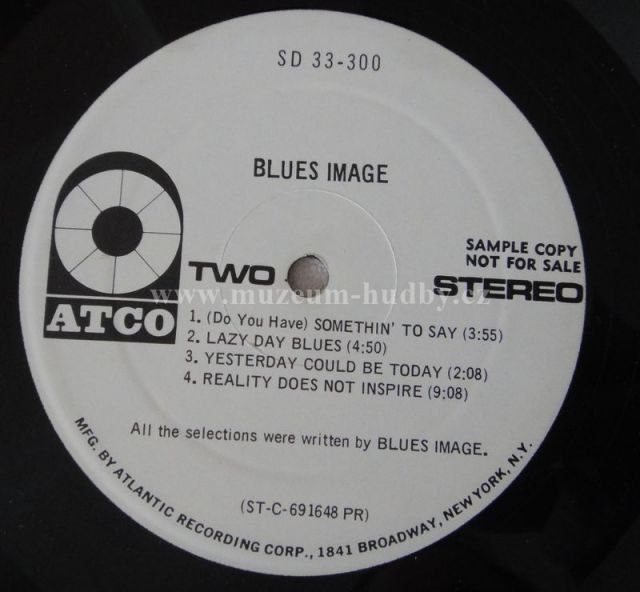 SD 33-300
BLUES IMAGE
SAMPLE COPY
NOT FOR SALE
TWO
STEREO
www.muzeum-hudby.cz
ATCO
1. (Do You Have) SOMETHIN' TO SAY (3:55)
2. LAZY DAY BLUES (4:50)
3. YESTERDAY COULD BE TODAY (2:08)
4. REALITY DOES NOT INSPIRE (9:08)
All the selections were written by BLUES IMAGE.
(ST-C-691648 PR)
MFG. BY ATLANTIC RECORDING CORP., 1841 BROADWAY, NEW YORK, N.Y.